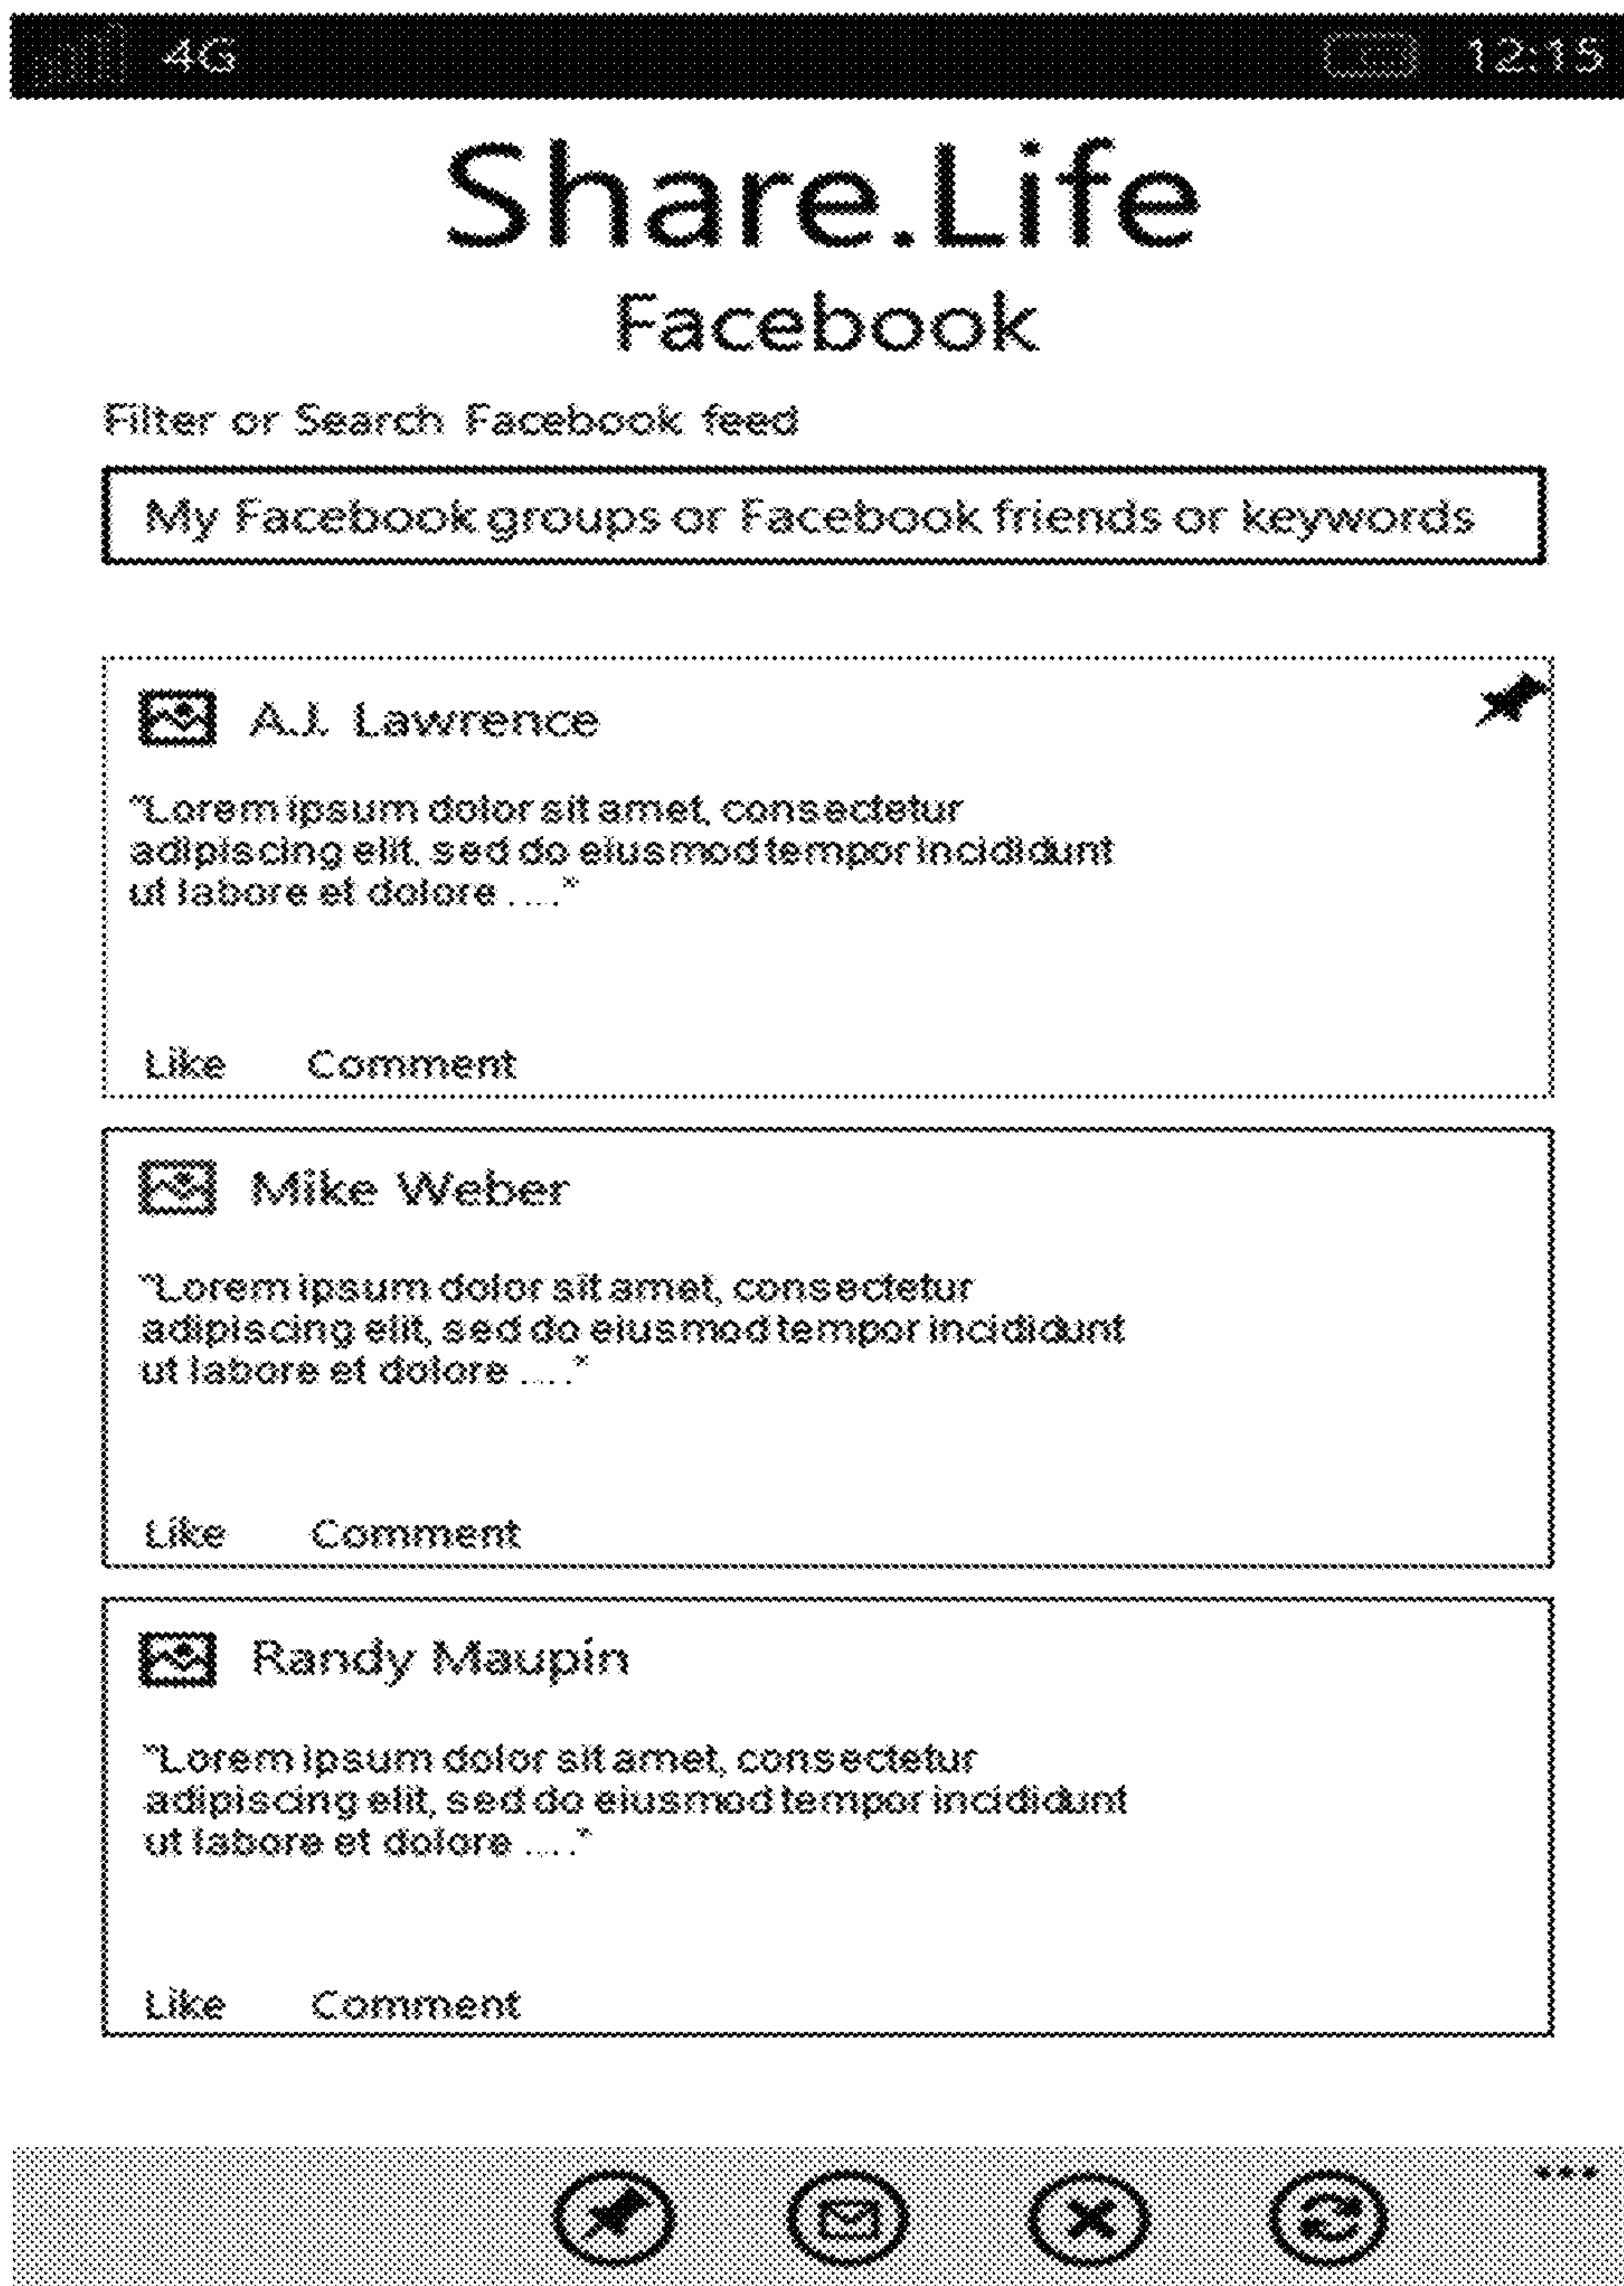 4G 12:15
Share.Life
Facebook
Filter or Search Facebook feed
My Facebook groups or Facebook friends or keywords
A.J. Lawrence
"Lorem ipsum dolor sit amet, consectetur
adipiscing elit, sed do eiusmod tempor incididunt
ut labore et dolore ...."
Like Comment
Mike Weber
"Lorem ipsum dolor sit amet, consectetur
adipiscing elit, sed do eiusmod tempor incididunt
ut labore et dolore ...."
Like Comment
Randy Maupin
"Lorem ipsum dolor sit amet, consectetur
adipiscing elit, sed do eiusmod tempor incididunt
ut labore et dolore ...."
Like Comment